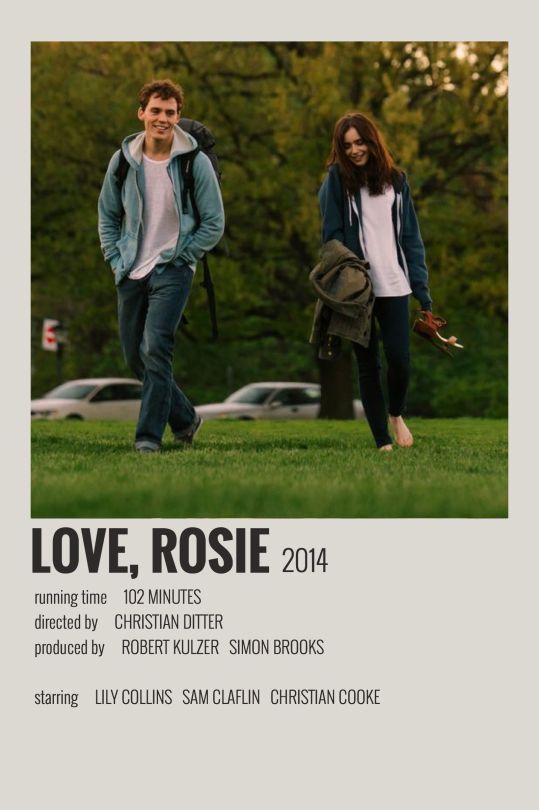 LOVE, ROSIE 2014
running time 102 MINUTES
directed by CHRISTIAN DITTER
produced by ROBERT KULZER SIMON BROOKS
starring LILY COLLINS SAM CLAFLIN CHRISTIAN COOKE